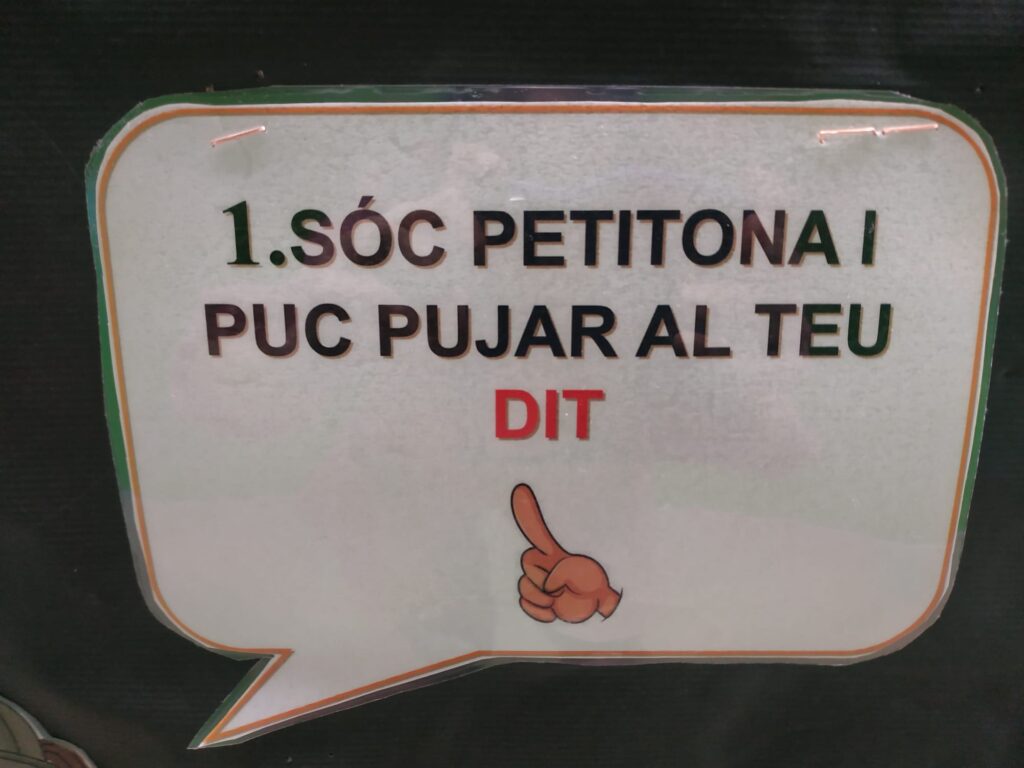 1.SÓC PETITONA I
PUC PUJAR AL TEU
DIT